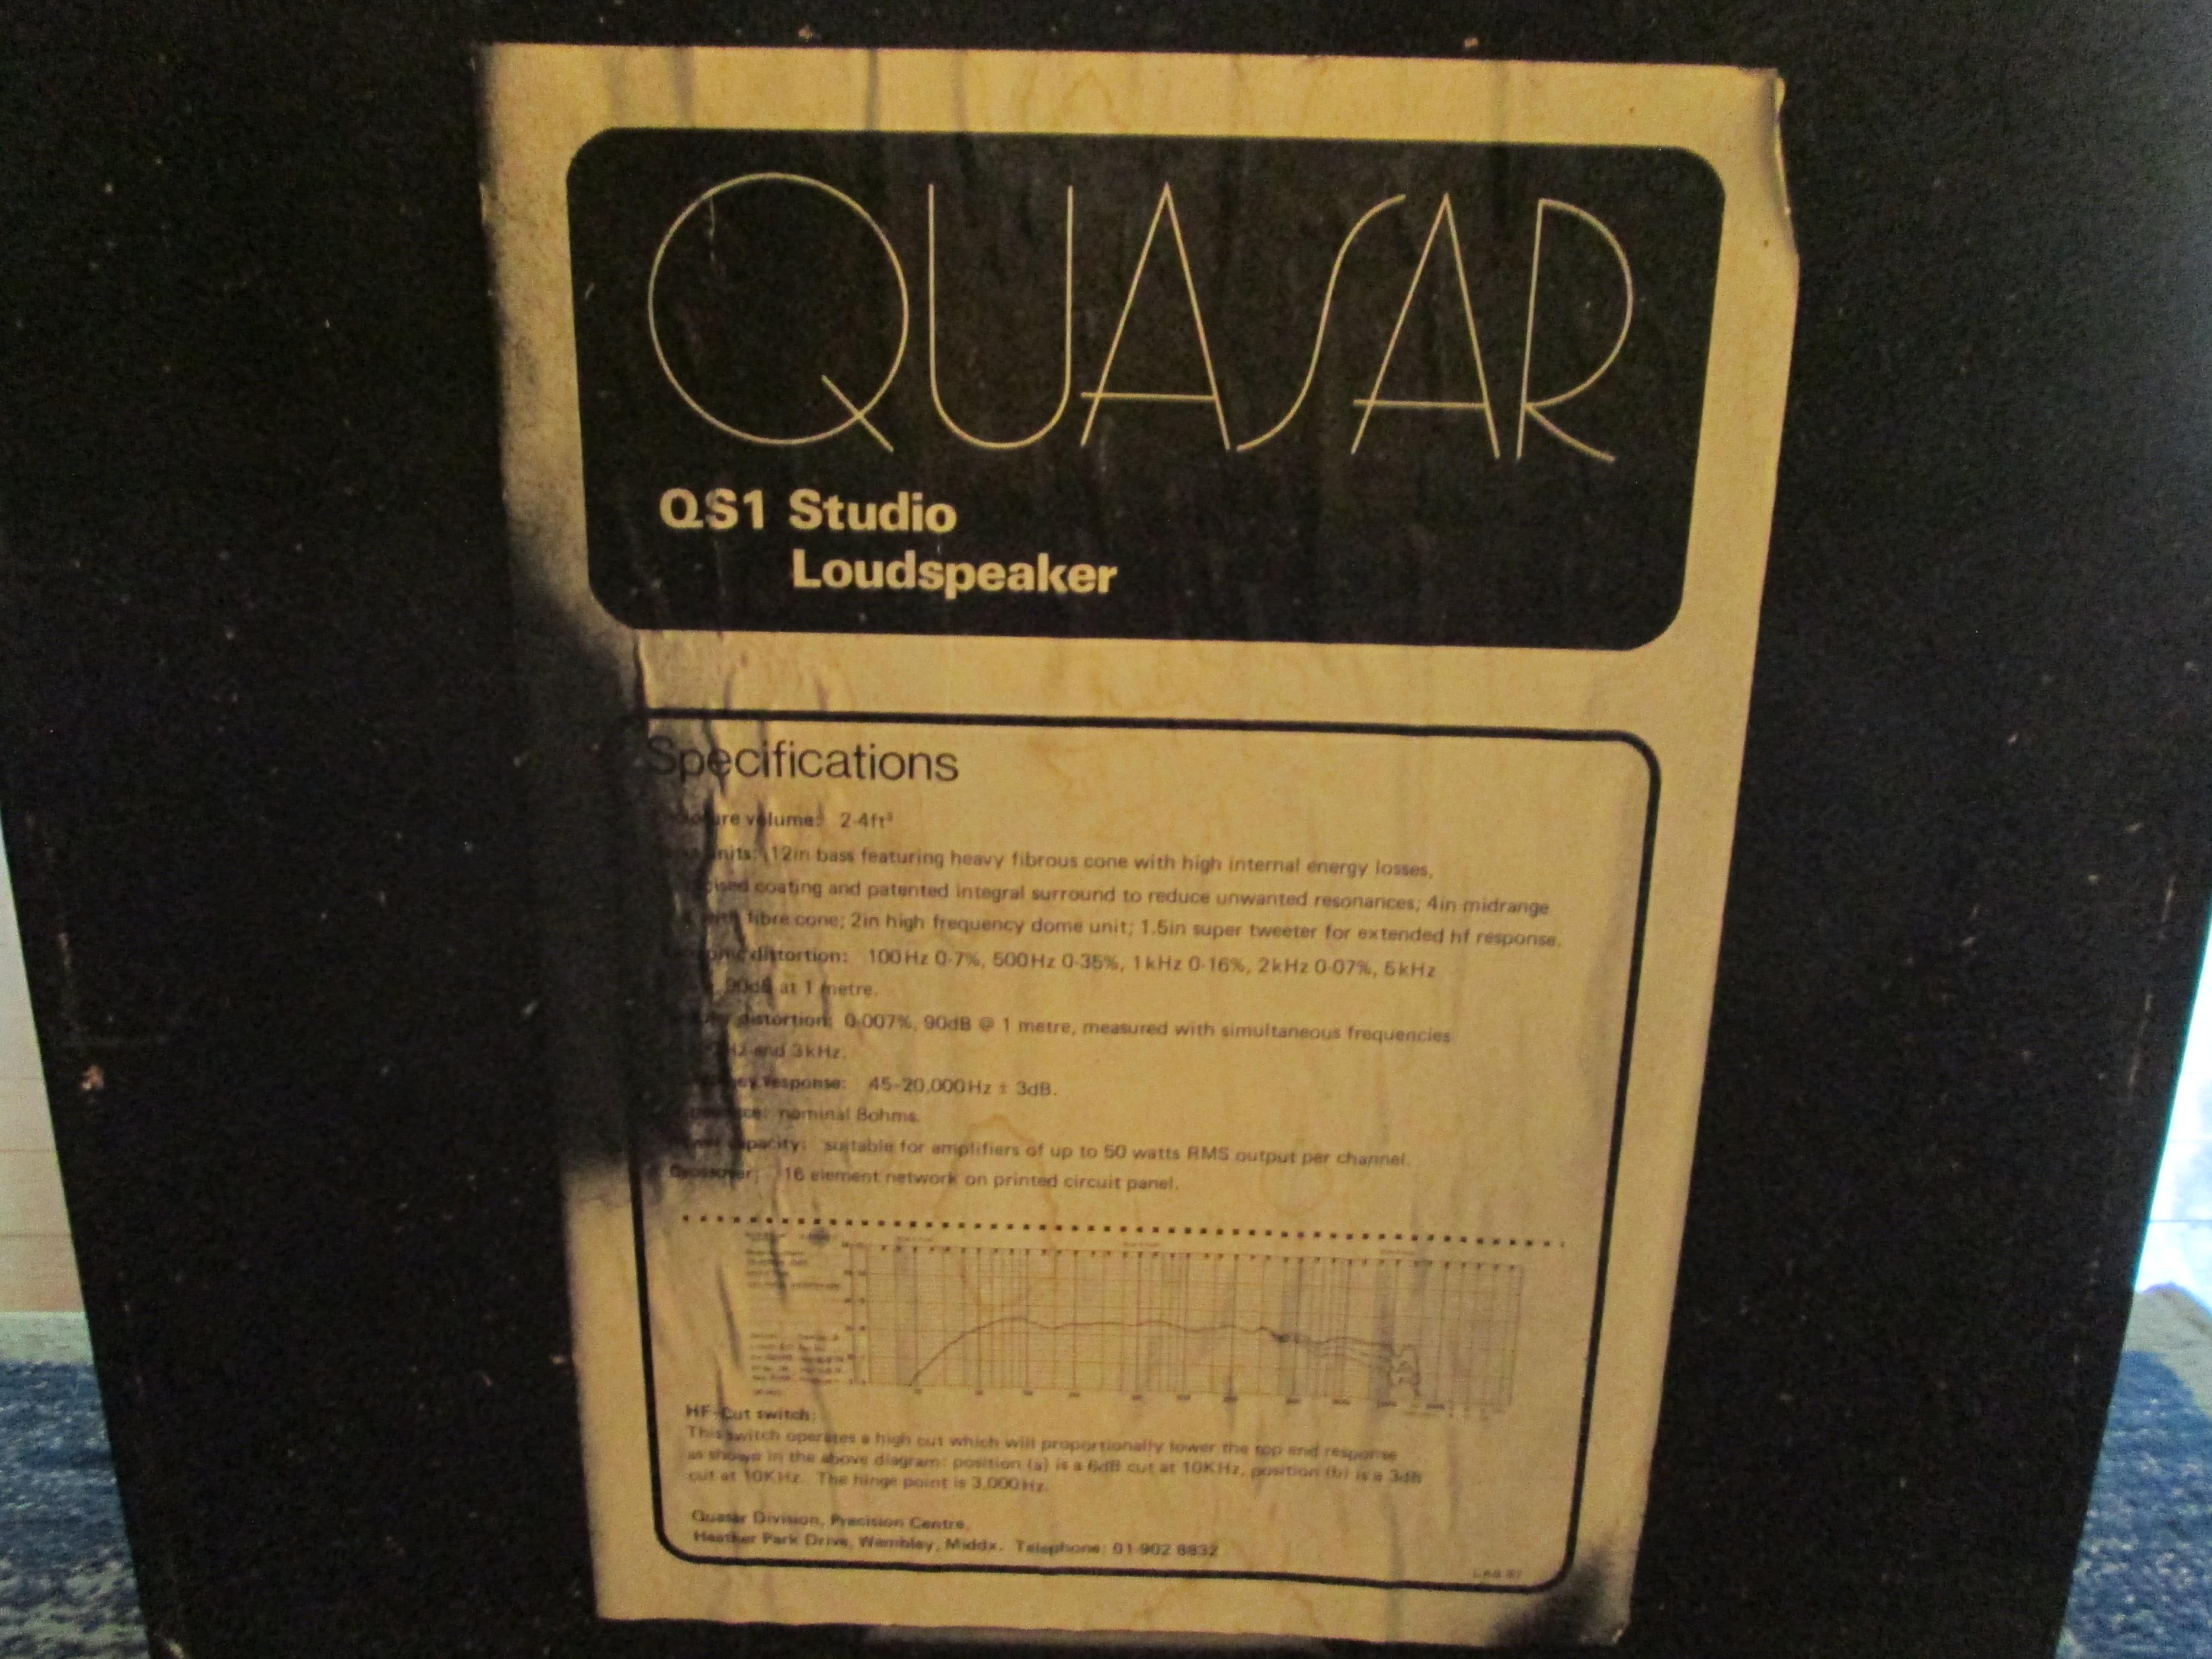 QUASAR
QS1 Studio
Loudspeaker
Specifications
volume: 2·4ft³
12in bass featuring heavy fibrous cone with high internal energy losses,
coating and patented integral surround to reduce unwanted resonances; 4in midrange
fibre cone; 2in high frequency dome unit; 1.5in super tweeter for extended hf response.
distortion: 100Hz 0·7%, 500Hz 0·35%, 1kHz 0·16%, 2kHz 0·07%, 5kHz
90dB at 1 metre.
distortion: 0·007%, 90dB @ 1 metre, measured with simultaneous frequencies
and 3kHz.
response: 45-20,000Hz ± 3dB.
nominal 8ohms.
capacity: suitable for amplifiers of up to 50 watts RMS output per channel.
Crossover: 16 element network on printed circuit panel.
HF-Cut switch:
This switch operates a high cut which will proportionally lower the top end response
as shown in the above diagram: position (a) is a 6dB cut at 10KHz, position (b) is a 3dB
cut at 10KHz. The hinge point is 3,000Hz.
Quasar Division, Precision Centre,
Heather Park Drive, Wembley, Middx. Telephone: 01-902 8832